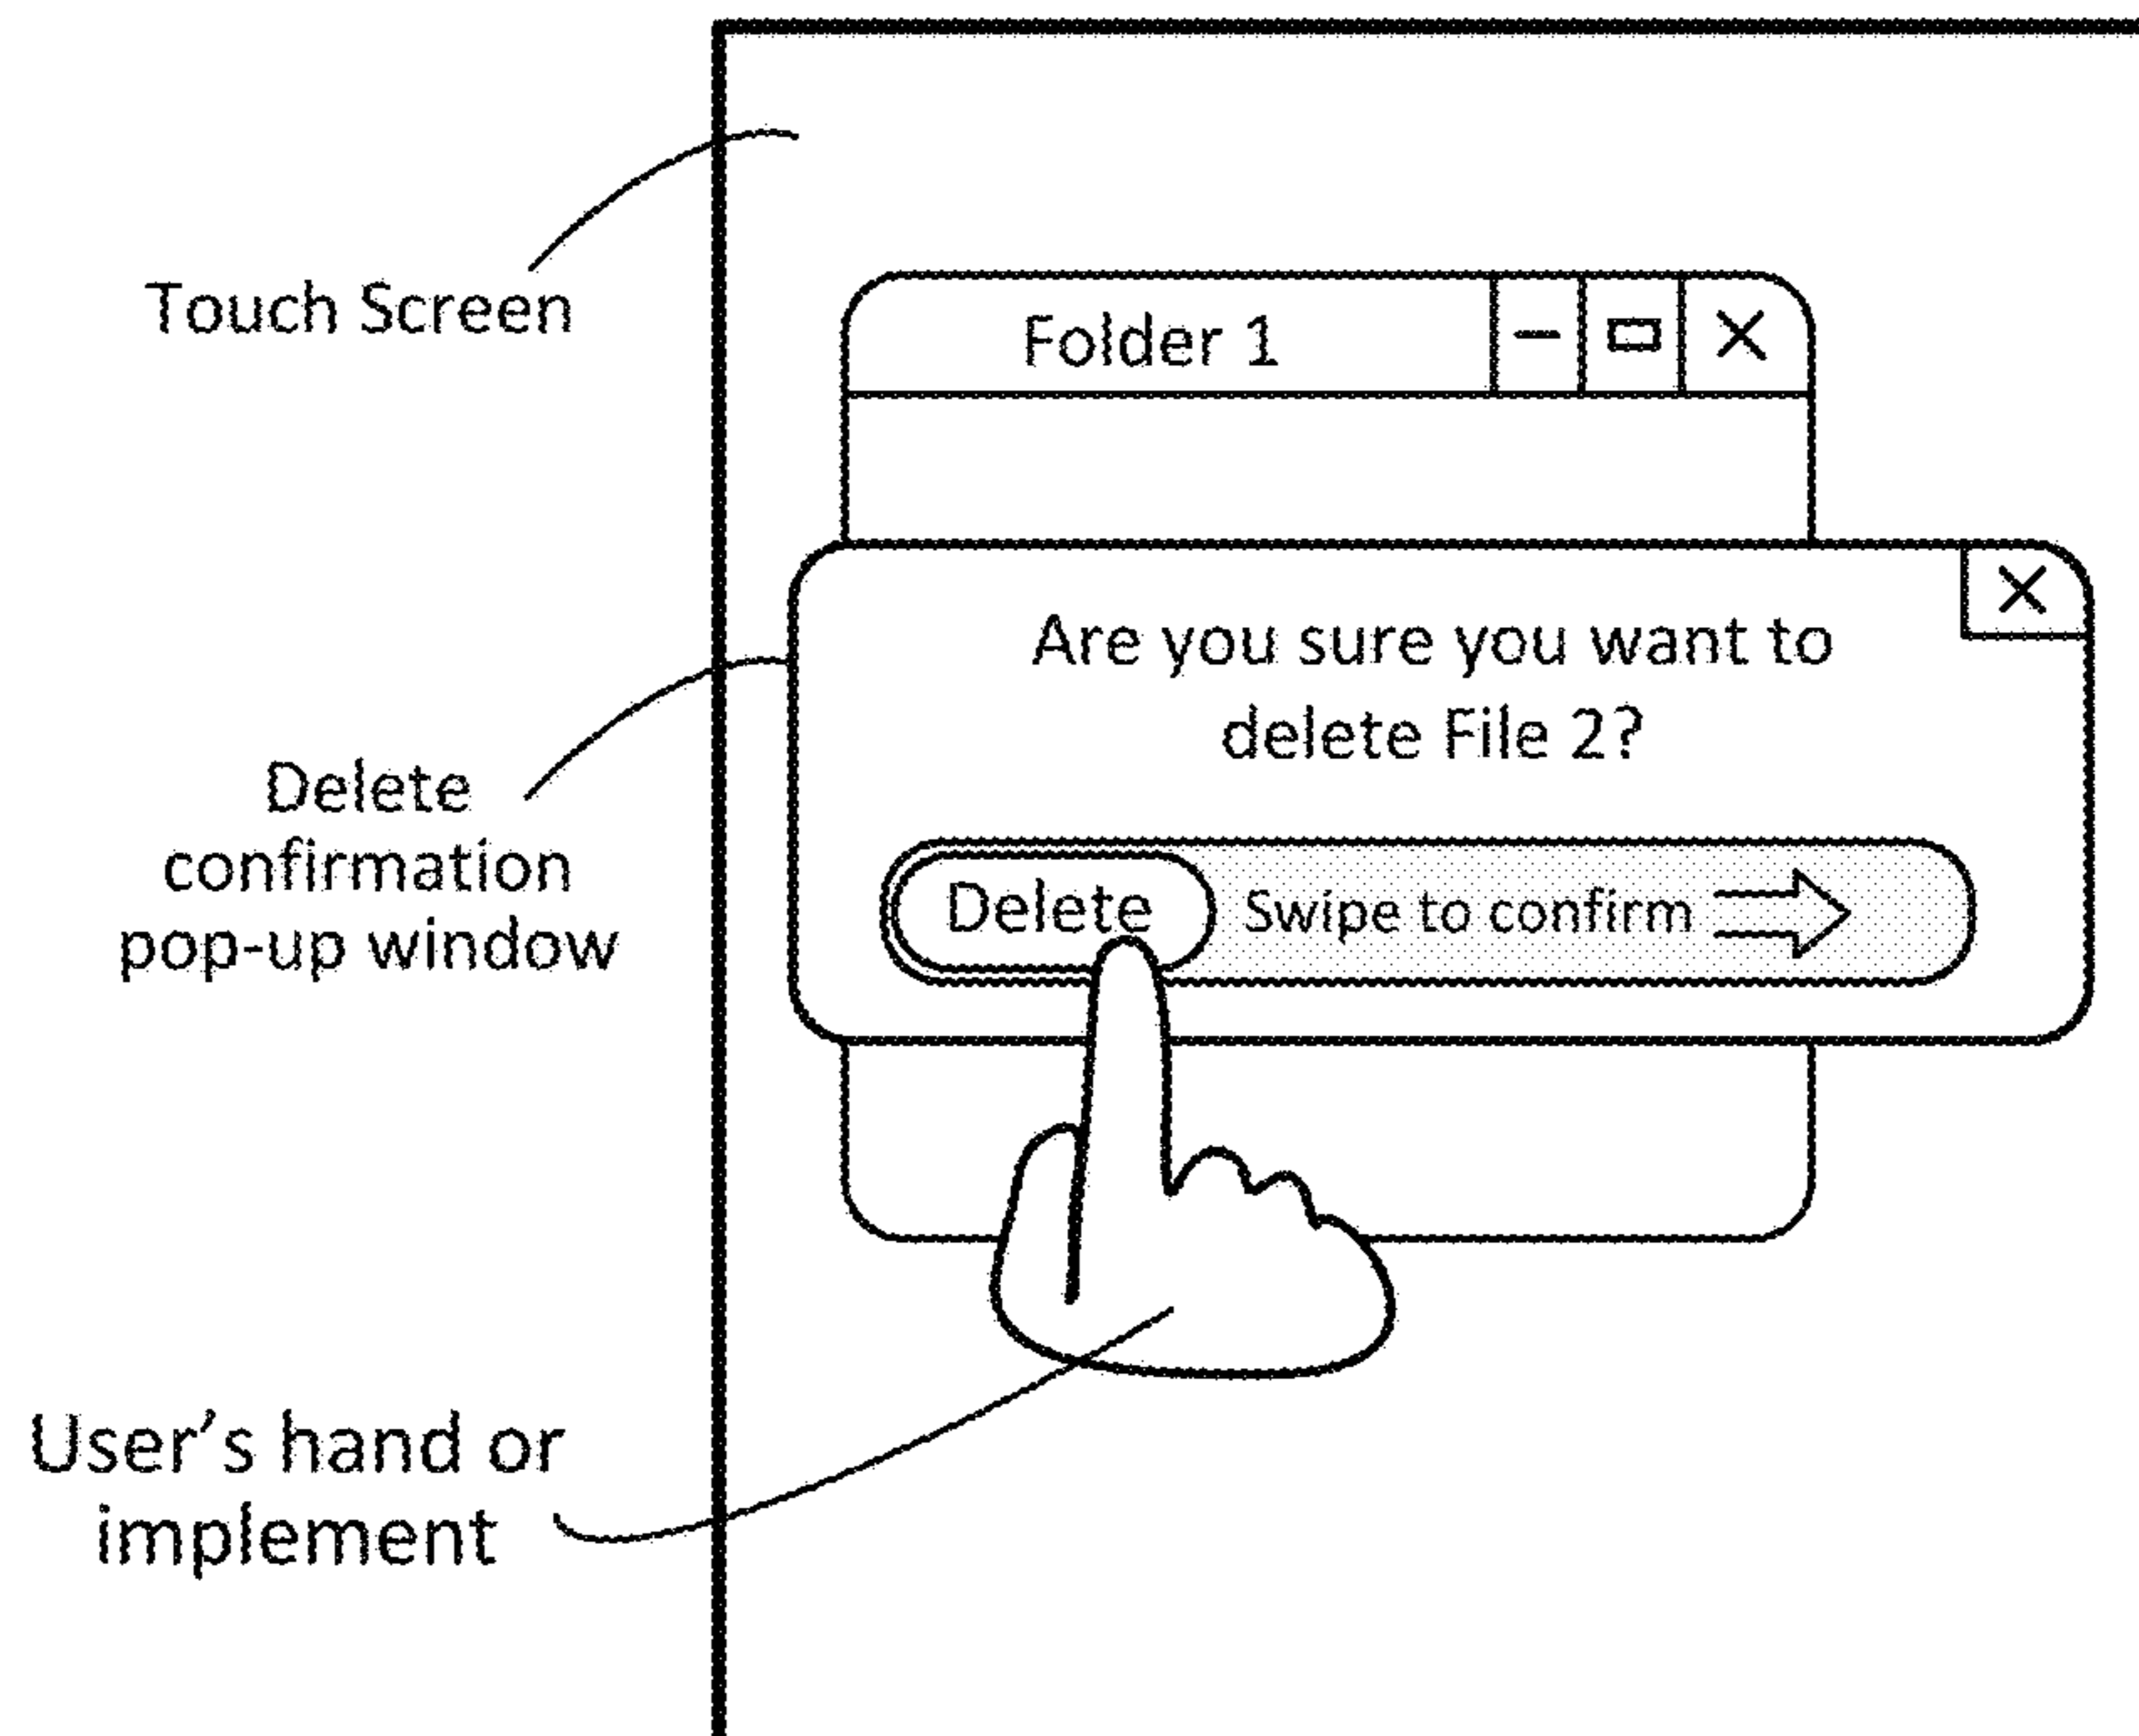 Touch Screen
Folder 1
Are you sure you want to
delete File 2?
Delete
confirmation
pop-up window
Delete
Swipe to confirm
User's hand or
implement